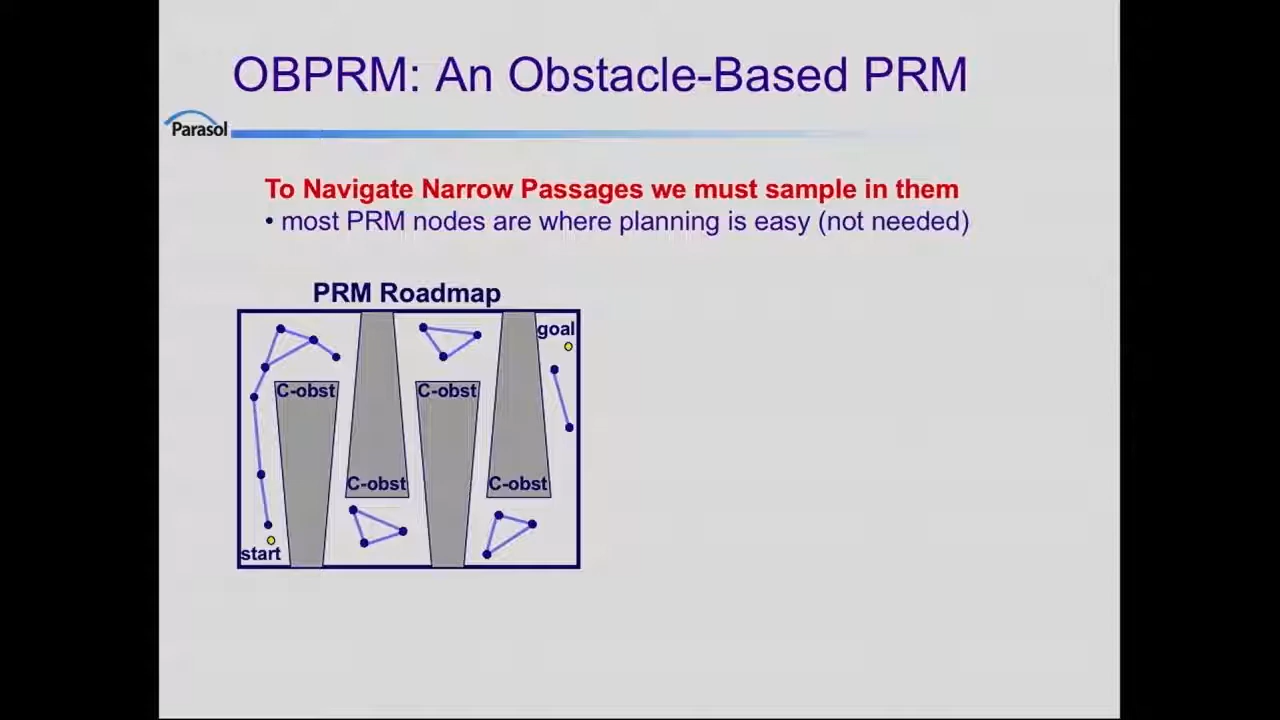 OBPRM: An Obstacle-Based PRM
Parasol
To Navigate Narrow Passages we must sample in them
• most PRM nodes are where planning is easy (not needed)
PRM Roadmap
goal
C-obst
C-obst
C-obst
C-obst
start